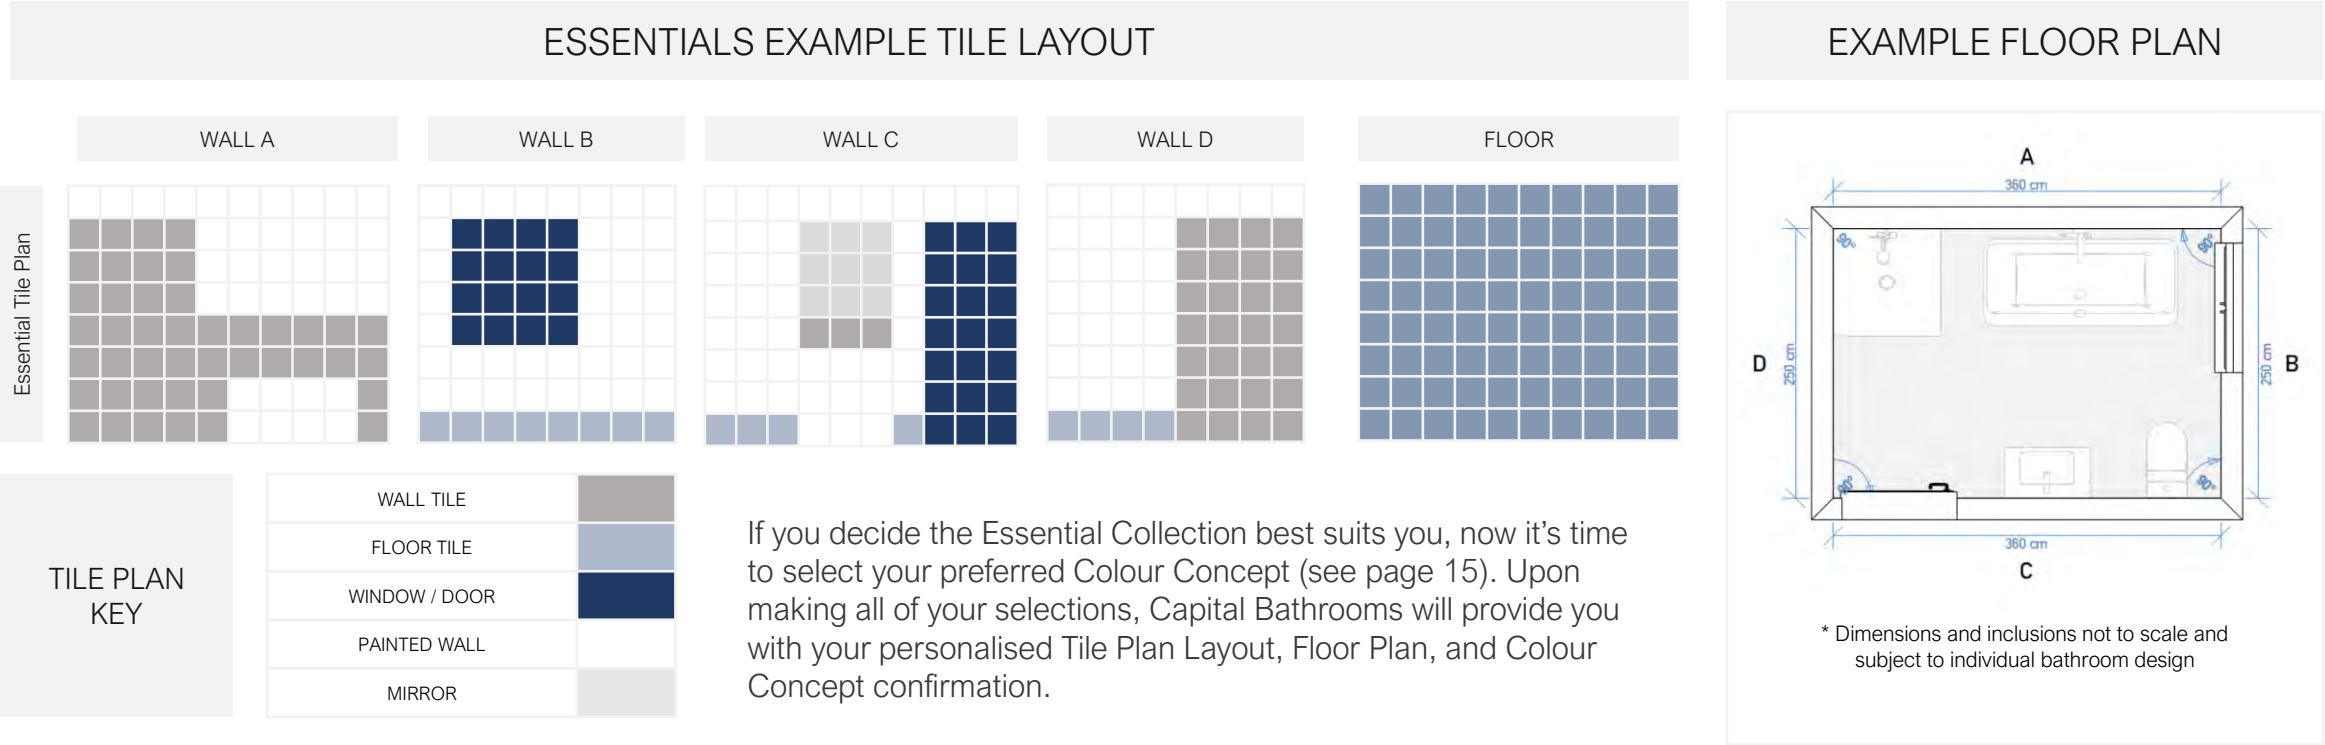 ESSENTIALS EXAMPLE TILE LAYOUT
EXAMPLE FLOOR PLAN
WALL A
WALL B
WALL C
WALL D
FLOOR
Essential Tile Plan
TILE PLAN
KEY
WALL TILE
FLOOR TILE
WINDOW / DOOR
PAINTED WALL
MIRROR
If you decide the Essential Collection best suits you, now it's time
to select your preferred Colour Concept (see page 15). Upon
making all of your selections, Capital Bathrooms will provide you
with your personalised Tile Plan Layout, Floor Plan, and Colour
Concept confirmation.
A
360 cm
90°
90°
D
250 cm
250 cm
B
90°
90°
360 cm
C
* Dimensions and inclusions not to scale and
subject to individual bathroom design